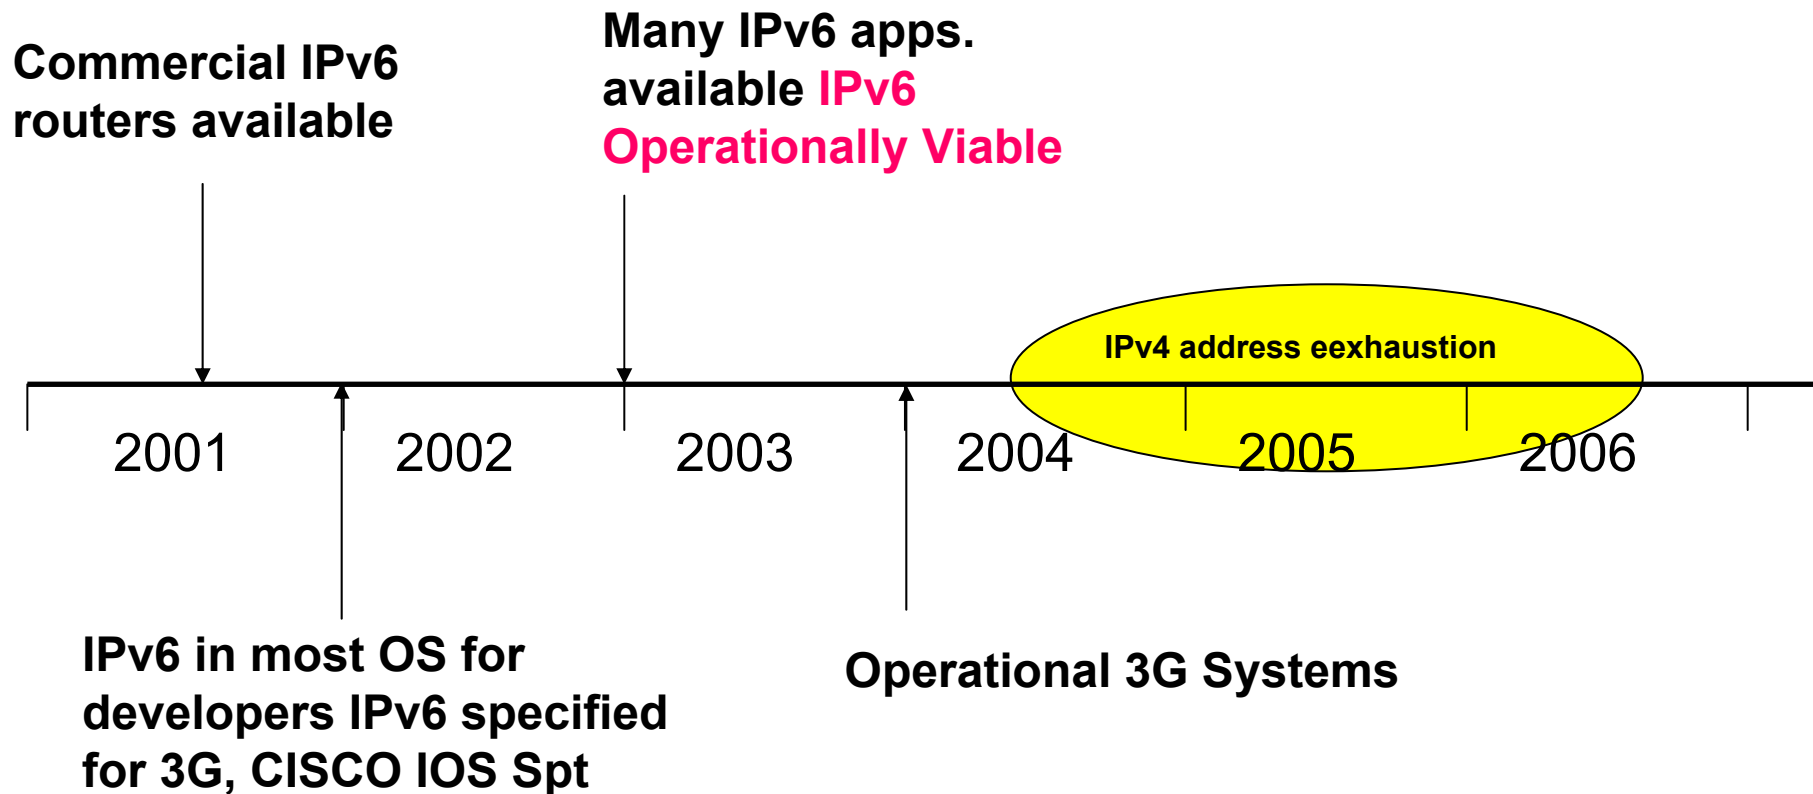 Commercial IPv6
routers available
Many IPv6 apps.
available IPv6
Operationally Viable
IPv4 address eexhaustion
2001
2002
2003
2004
2005
2006
IPv6 in most OS for
developers IPv6 specified
for 3G, CISCO IOS Spt
Operational 3G Systems